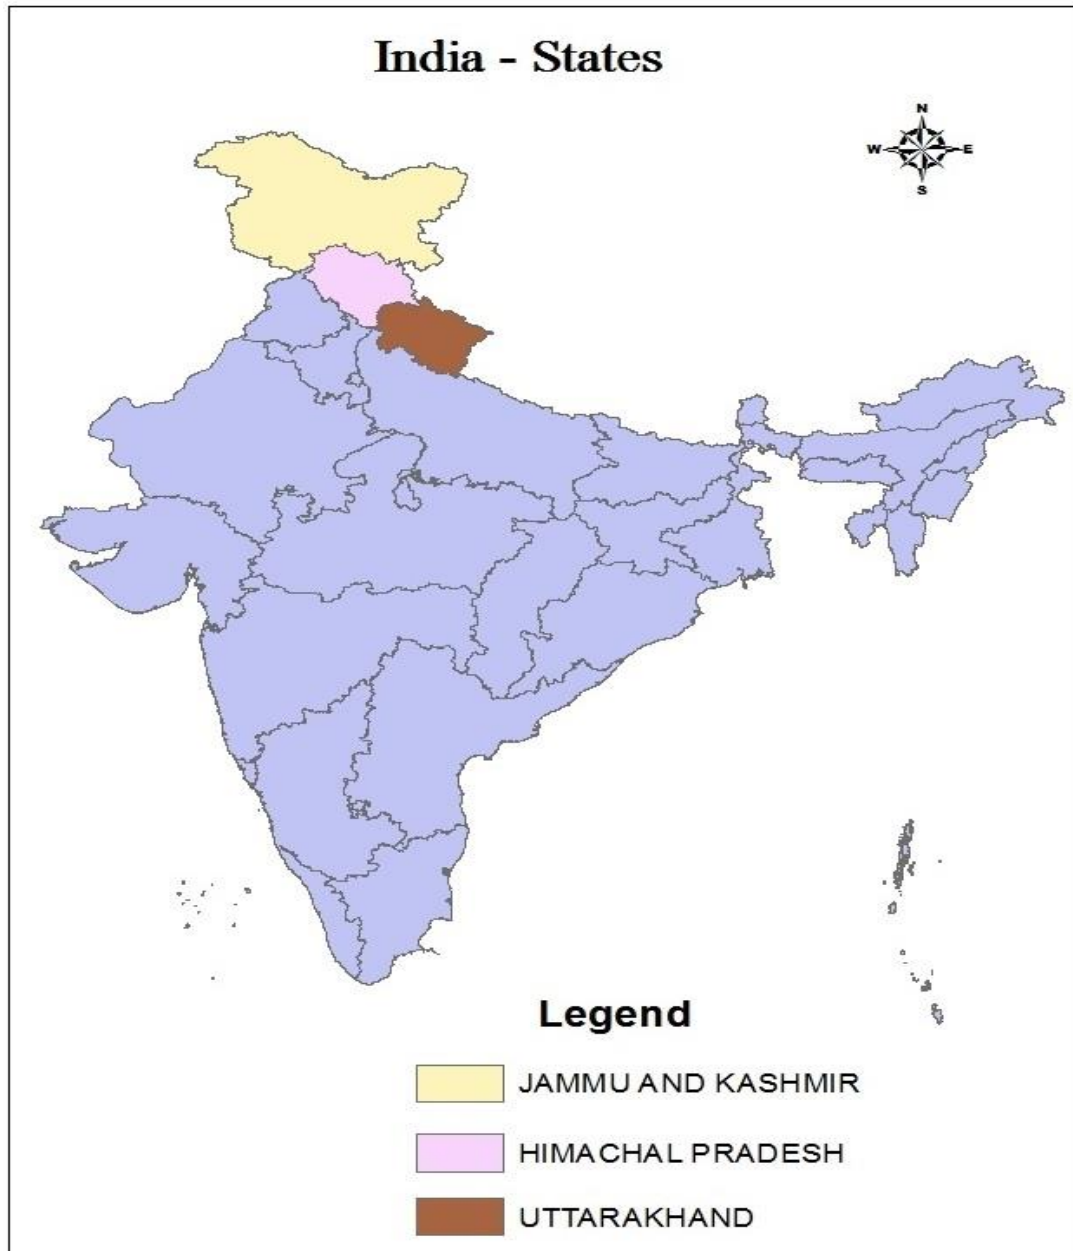 India - States
N
W E
S
Legend
JAMMU AND KASHMIR
HIMACHAL PRADESH
UTTARAKHAND